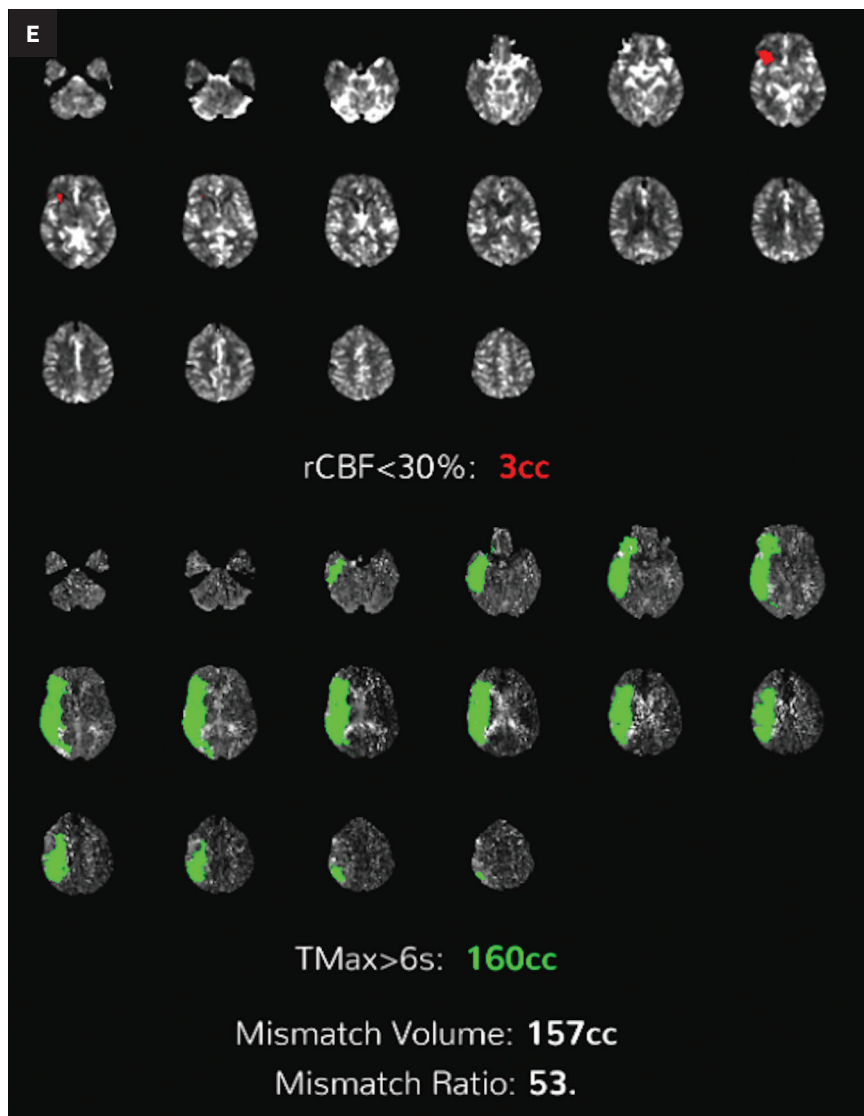 E
rCBF<30%: 3cc
TMax>6s: 160cc
Mismatch Volume: 157cc
Mismatch Ratio: 53.